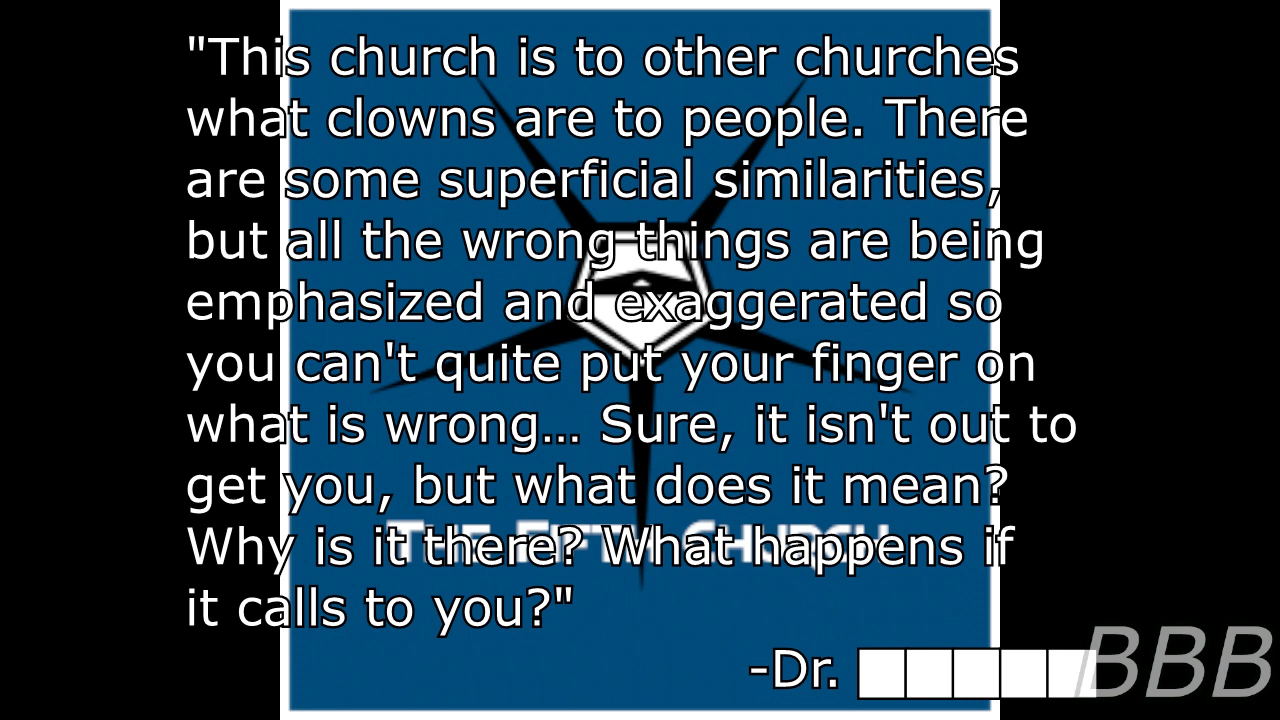 "This church is to other churches
what clowns are to people. There
are some superficial similarities,
but all the wrong things are being
emphasized and exaggerated so
you can't quite put your finger on
what is wrong… Sure, it isn't out to
get you, but what does it mean?
Why is it there? What happens if
it calls to you?"
The Fifth Church
-Dr. █████
BBB